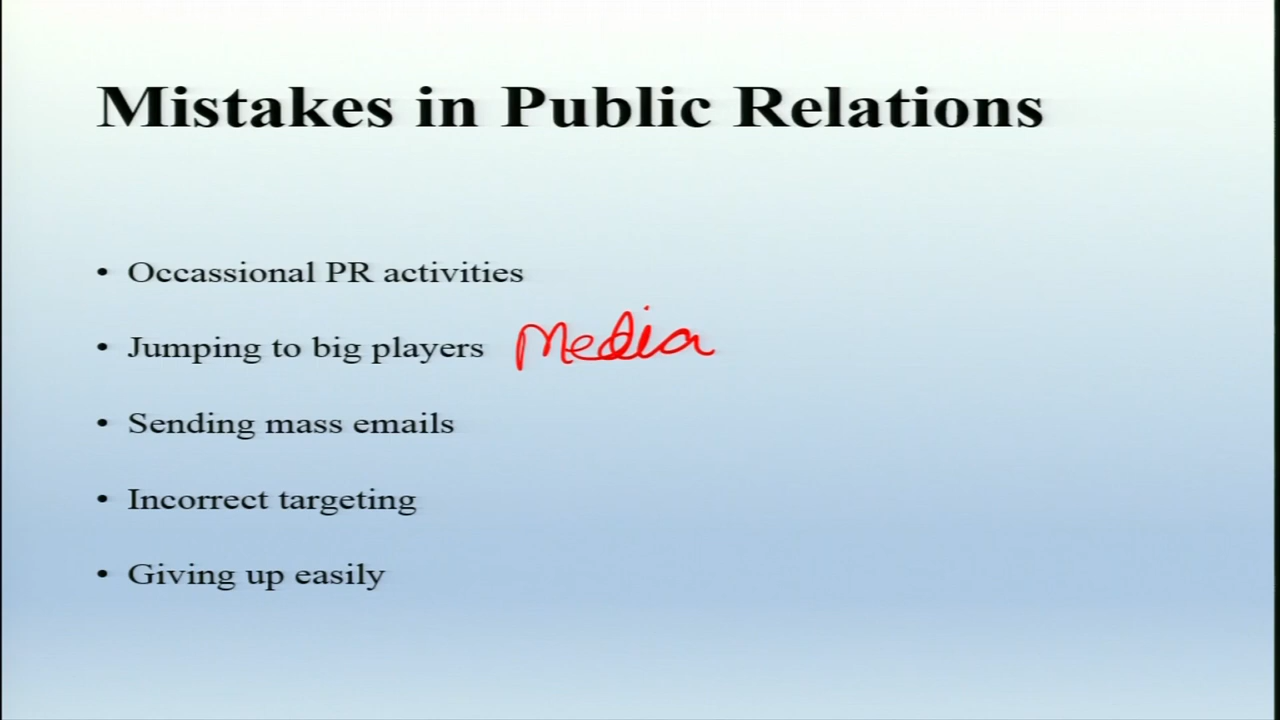 Mistakes in Public Relations
• Occassional PR activities
• Jumping to big players Media
• Sending mass emails
• Incorrect targeting
• Giving up easily